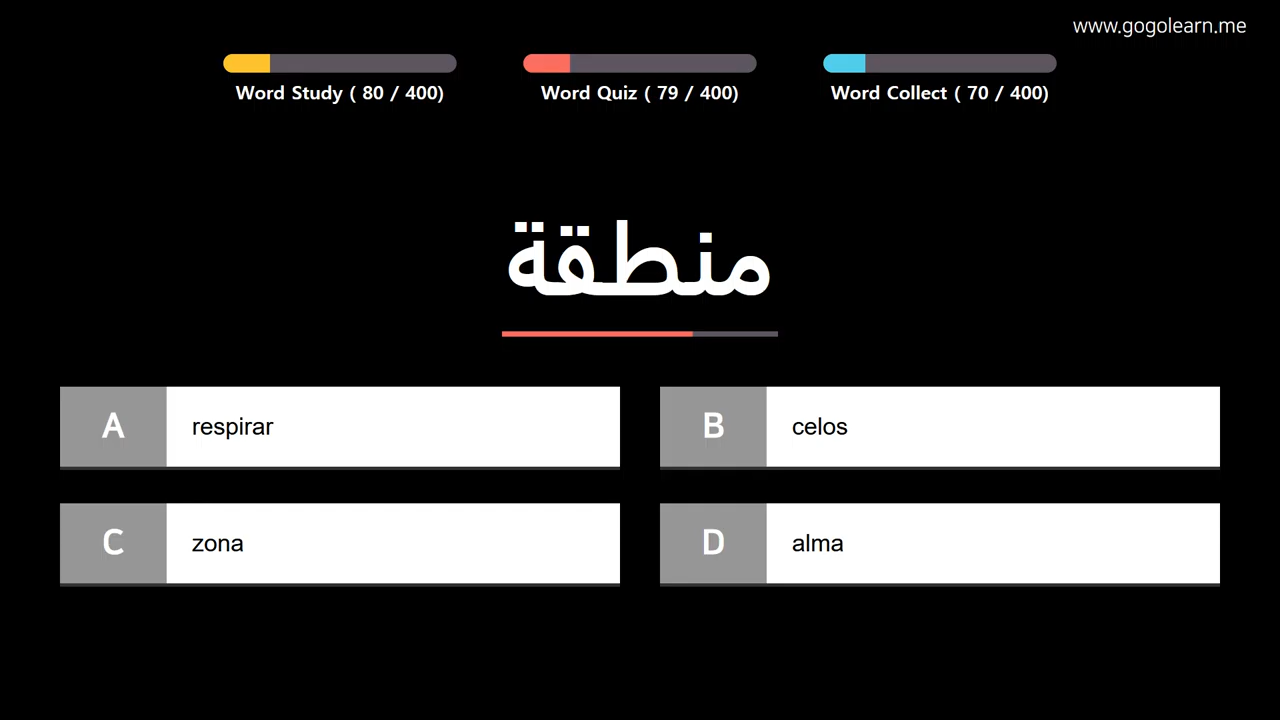 www.gogolearn.me
Word Study ( 80 / 400)
Word Quiz ( 79 / 400)
Word Collect ( 70 / 400)
منطقة
A respirar
B celos
C zona
D alma